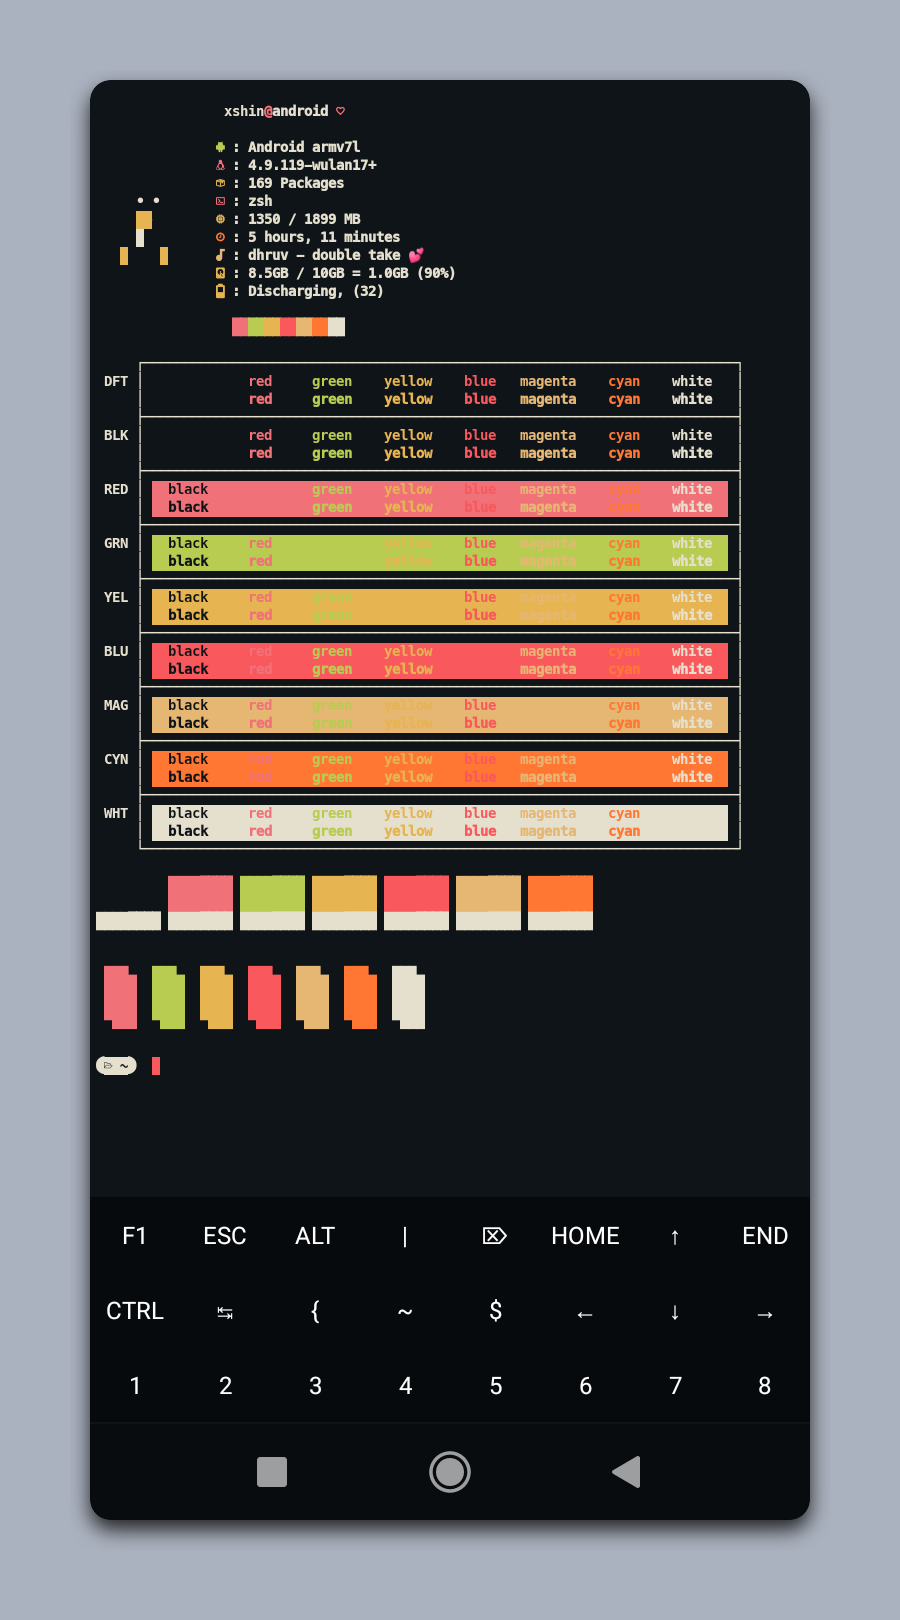 xshin@android ♡
: Android armv7l
: 4.9.119-wulan17+
: 169 Packages
: zsh
: 1350 / 1899 MB
: 5 hours, 11 minutes
: dhruv – double take 💕
: 8.5GB / 10GB = 1.0GB (90%)
: Discharging, (32)
DFT red green yellow blue magenta cyan white
red green yellow blue magenta cyan white
BLK red green yellow blue magenta cyan white
red green yellow blue magenta cyan white
RED black green yellow blue magenta cyan white
black green yellow blue magenta cyan white
GRN black red yellow blue magenta cyan white
black red yellow blue magenta cyan white
YEL black red green blue magenta cyan white
black red green blue magenta cyan white
BLU black red green yellow magenta cyan white
black red green yellow magenta cyan white
MAG black red green yellow blue cyan white
black red green yellow blue cyan white
CYN black red green yellow blue magenta white
black red green yellow blue magenta white
WHT black red green yellow blue magenta cyan
black red green yellow blue magenta cyan
~
F1 ESC ALT | ⌦ HOME ↑ END
CTRL ↹ { ~ $ ← ↓ →
1 2 3 4 5 6 7 8